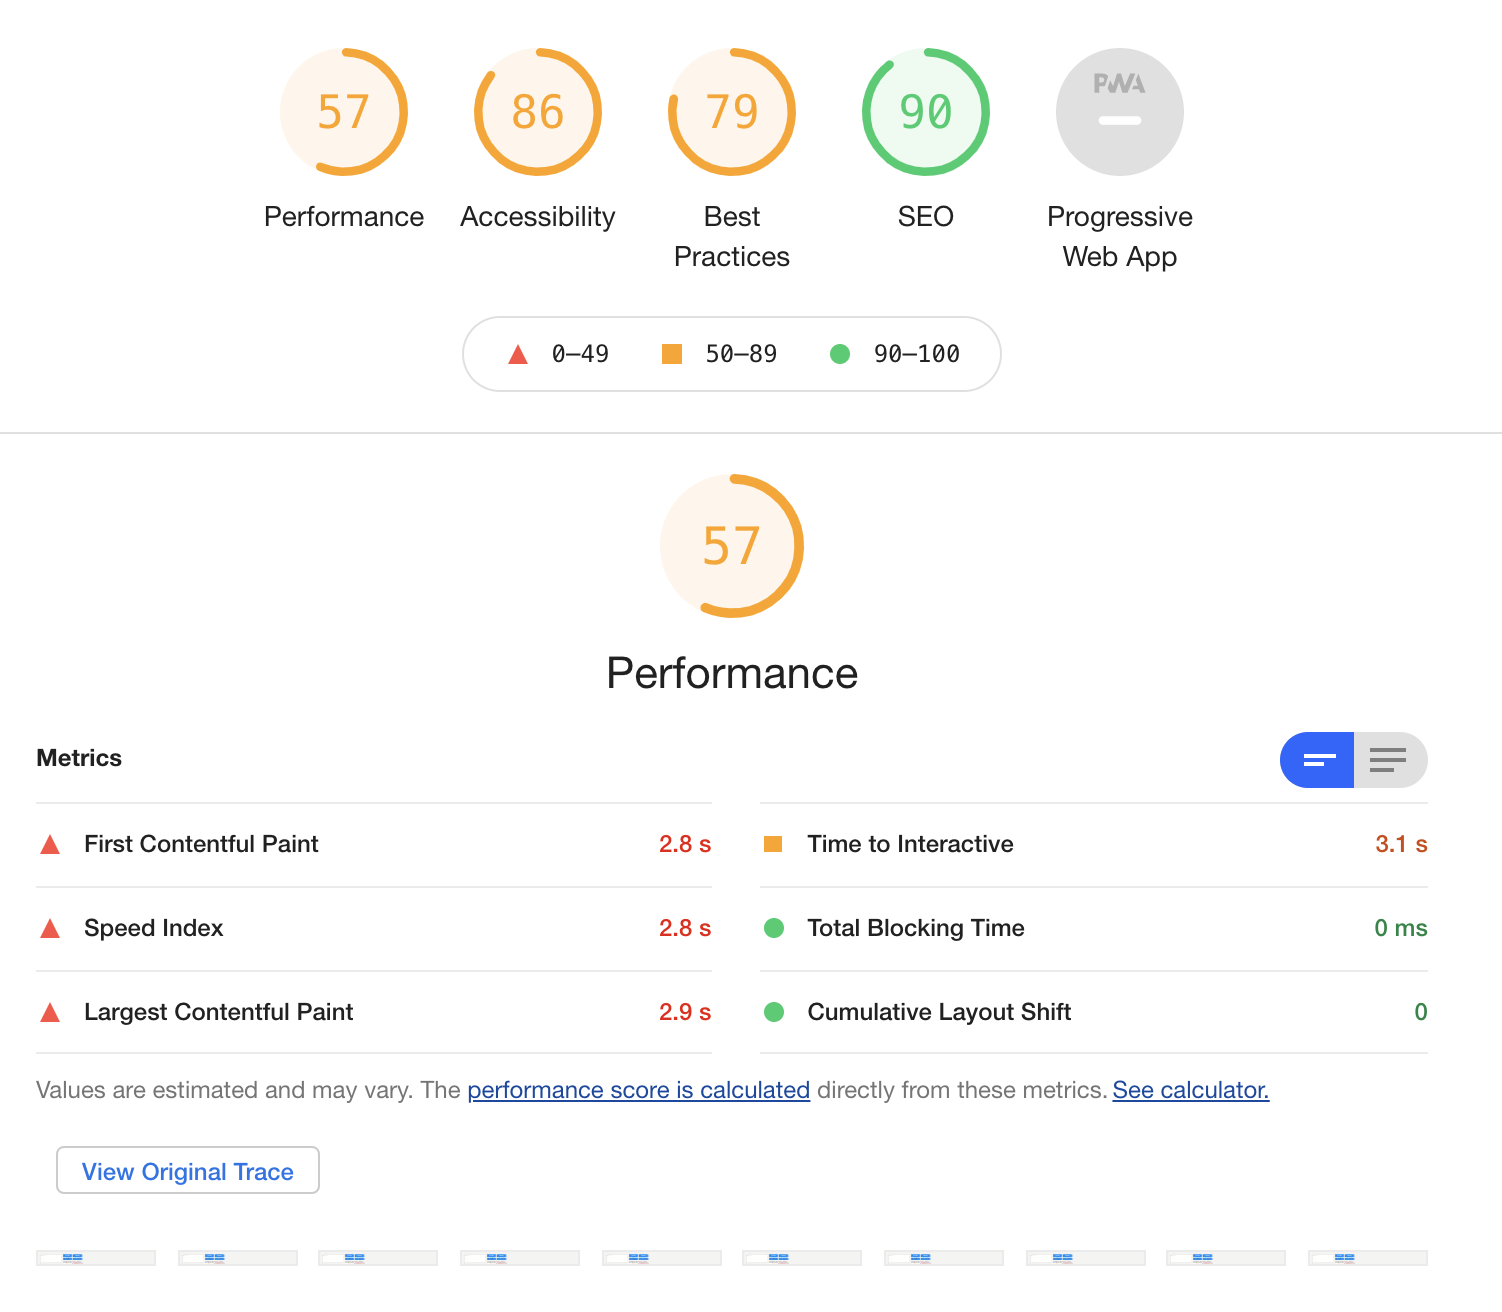 57 86 79 90 PWA
Performance Accessibility Best Practices SEO Progressive Web App
0–49 50–89 90–100
57
Performance
Metrics
First Contentful Paint 2.8 s
Time to Interactive 3.1 s
Speed Index 2.8 s
Total Blocking Time 0 ms
Largest Contentful Paint 2.9 s
Cumulative Layout Shift 0
Values are estimated and may vary. The performance score is calculated directly from these metrics. See calculator.
View Original Trace